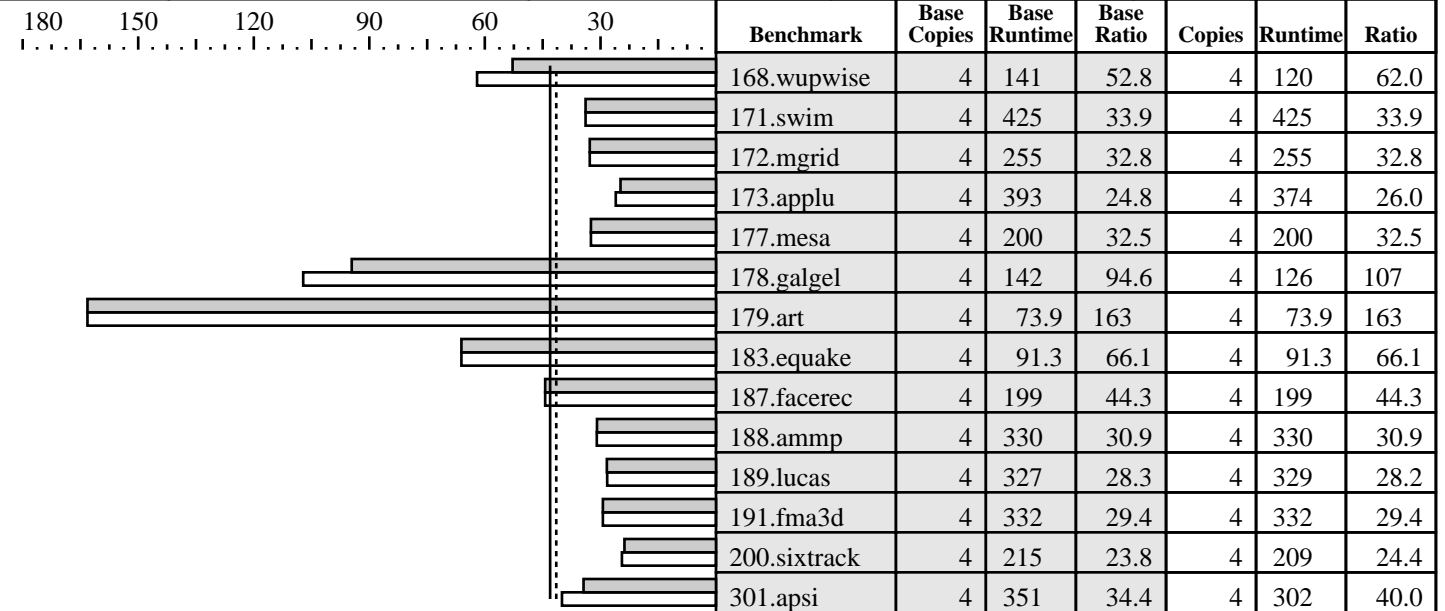 180 150 120 90 60 30
Benchmark Base Copies Base Runtime Base Ratio Copies Runtime Ratio
168.wupwise 4 141 52.8 4 120 62.0
171.swim 4 425 33.9 4 425 33.9
172.mgrid 4 255 32.8 4 255 32.8
173.applu 4 393 24.8 4 374 26.0
177.mesa 4 200 32.5 4 200 32.5
178.galgel 4 142 94.6 4 126 107
179.art 4 73.9 163 4 73.9 163
183.equake 4 91.3 66.1 4 91.3 66.1
187.facerec 4 199 44.3 4 199 44.3
188.ammp 4 330 30.9 4 330 30.9
189.lucas 4 327 28.3 4 329 28.2
191.fma3d 4 332 29.4 4 332 29.4
200.sixtrack 4 215 23.8 4 209 24.4
301.apsi 4 351 34.4 4 302 40.0